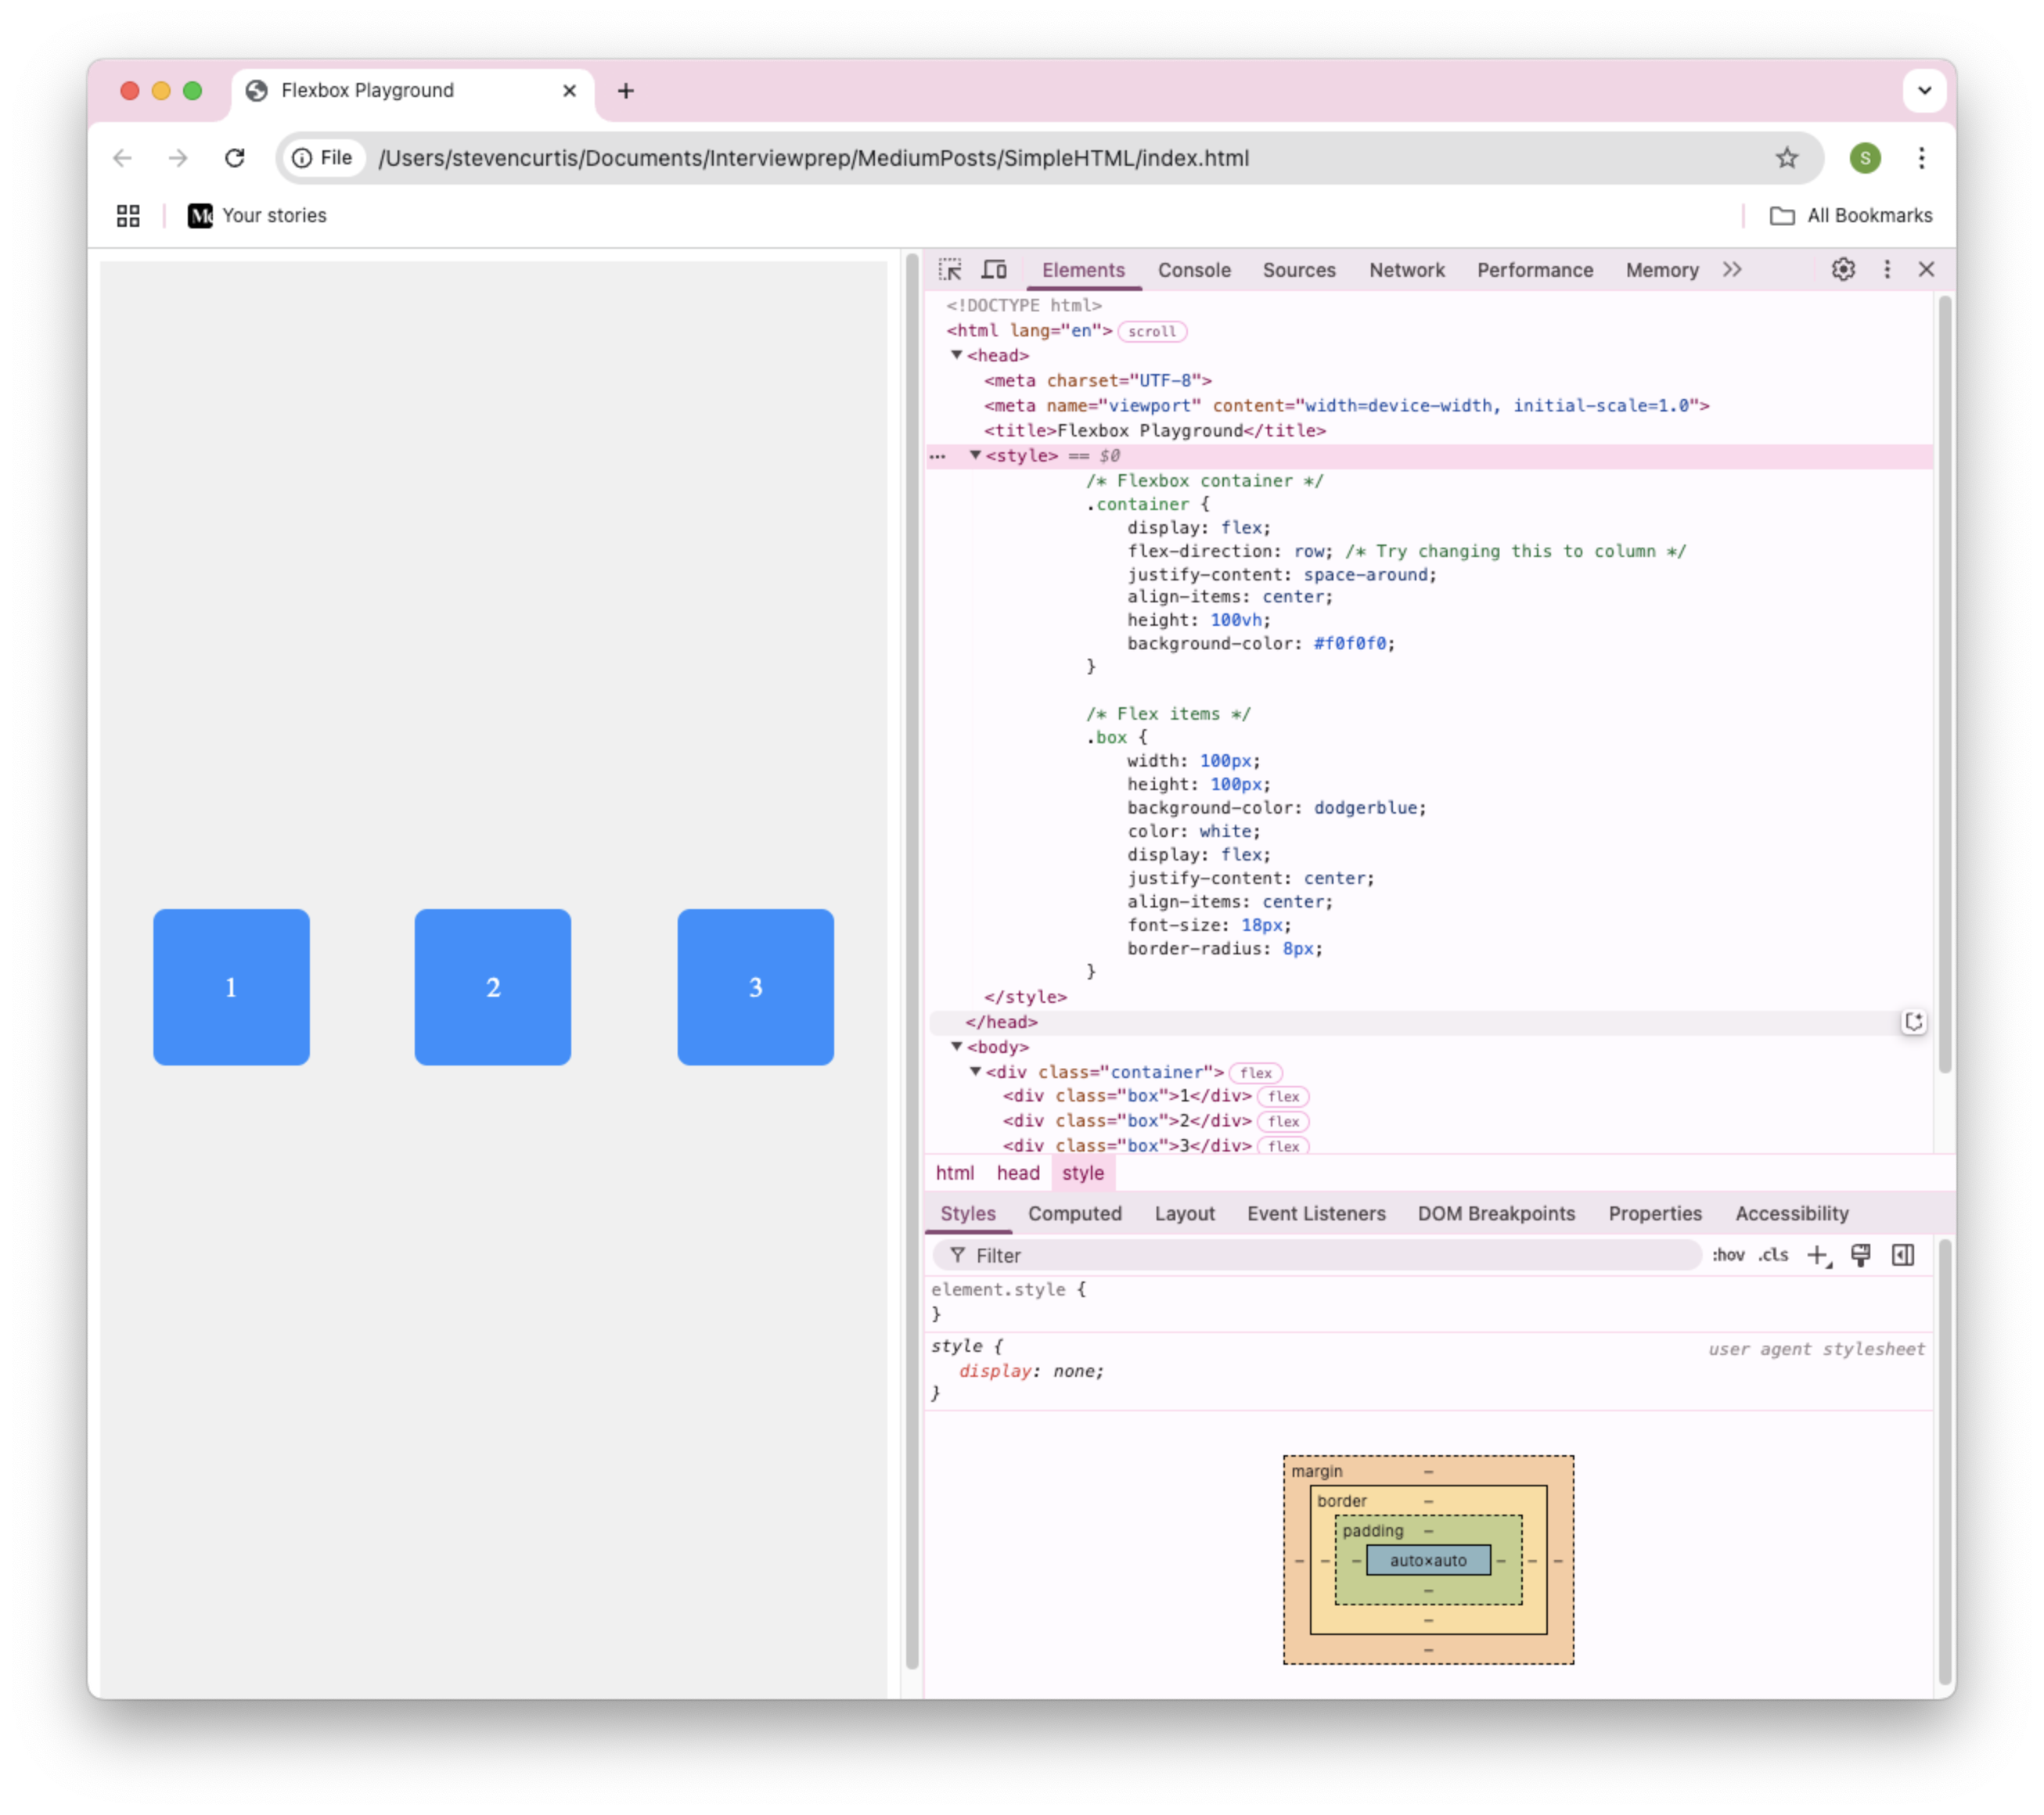 Flexbox Playground
File /Users/stevencurtis/Documents/Interviewprep/MediumPosts/SimpleHTML/index.html
S
Your stories
All Bookmarks
1 2 3
Elements Console Sources Network Performance Memory
<!DOCTYPE html>
<html lang="en"> scroll
<head>
<meta charset="UTF-8">
<meta name="viewport" content="width=device-width, initial-scale=1.0">
<title>Flexbox Playground</title>
<style> == $0
/* Flexbox container */
.container {
display: flex;
flex-direction: row; /* Try changing this to column */
justify-content: space-around;
align-items: center;
height: 100vh;
background-color: #f0f0f0;
}
/* Flex items */
.box {
width: 100px;
height: 100px;
background-color: dodgerblue;
color: white;
display: flex;
justify-content: center;
align-items: center;
font-size: 18px;
border-radius: 8px;
}
</style>
</head>
<body>
<div class="container"> flex
<div class="box">1</div> flex
<div class="box">2</div> flex
<div class="box">3</div> flex
html head style
Styles Computed Layout Event Listeners DOM Breakpoints Properties Accessibility
Filter :hov .cls
element.style {
}
style { user agent stylesheet
display: none;
}
margin –
border –
padding –
– – – auto×auto – – –
–
–
–